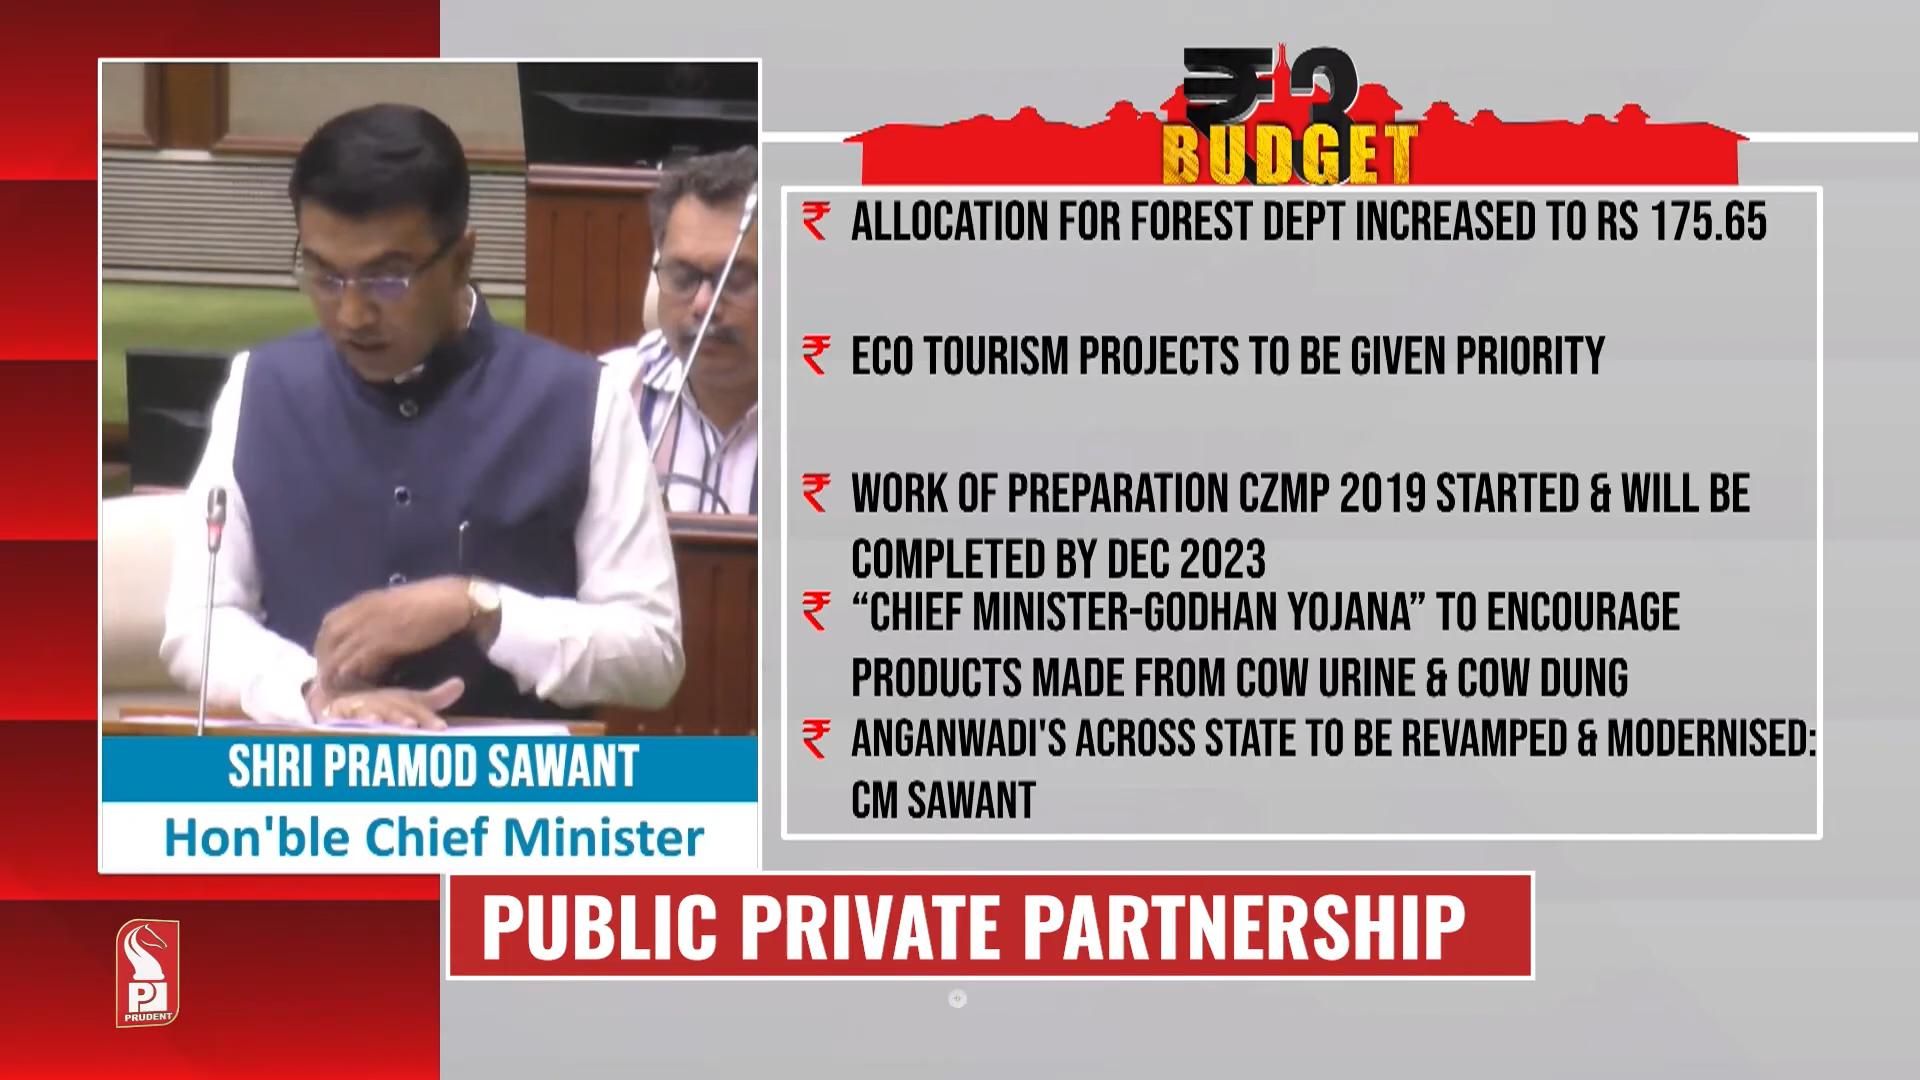 ₹3
BUDGET
₹ ALLOCATION FOR FOREST DEPT INCREASED TO RS 175.65
₹ ECO TOURISM PROJECTS TO BE GIVEN PRIORITY
₹ WORK OF PREPARATION CZMP 2019 STARTED & WILL BE
COMPLETED BY DEC 2023
₹ “CHIEF MINISTER-GODHAN YOJANA” TO ENCOURAGE
PRODUCTS MADE FROM COW URINE & COW DUNG
₹ ANGANWADI'S ACROSS STATE TO BE REVAMPED & MODERNISED:
CM SAWANT
SHRI PRAMOD SAWANT
Hon'ble Chief Minister
PUBLIC PRIVATE PARTNERSHIP
P
PRUDENT